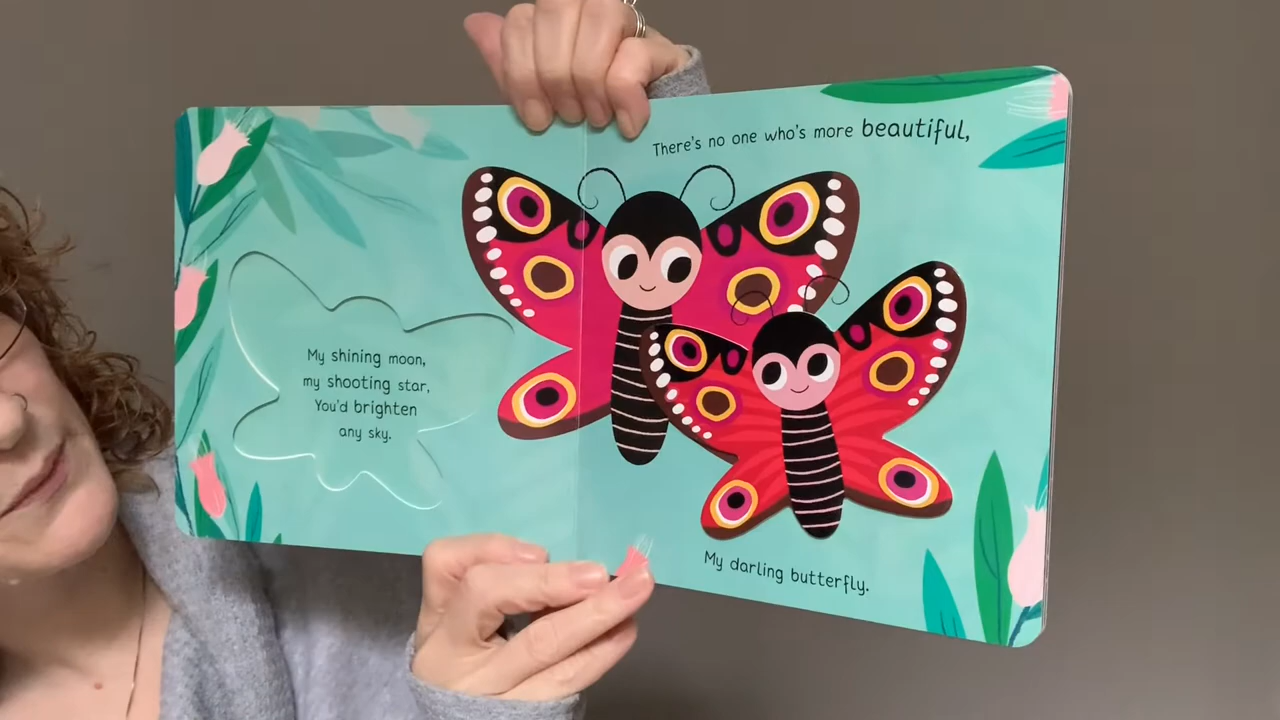 My shining moon,
my shooting star,
You'd brighten
any sky.
There's no one who's more beautiful,
My darling butterfly.